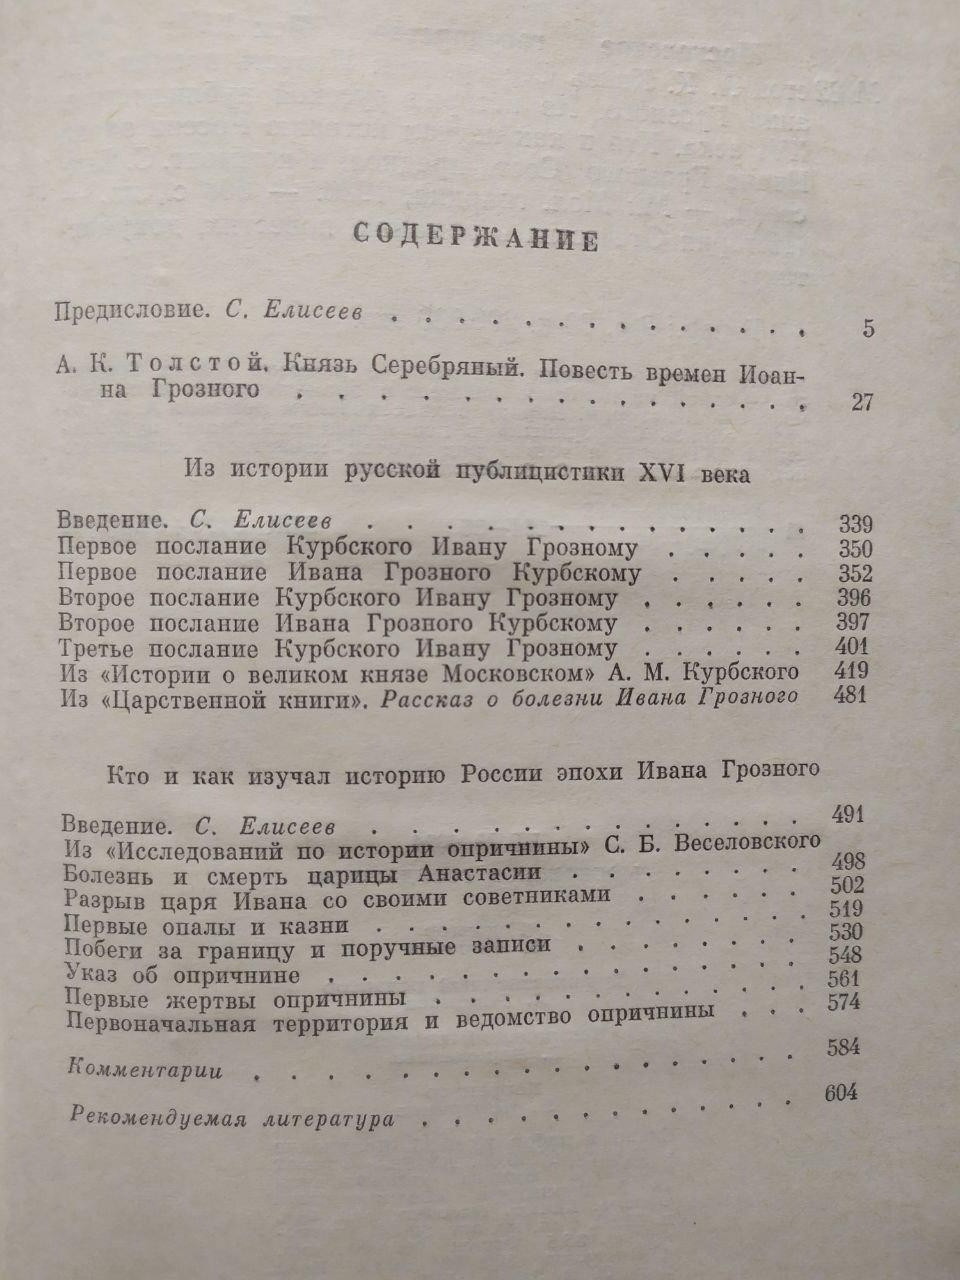 СОДЕРЖАНИЕ
Предисловие. С. Елисеев . . . . . . . . . . . . . 5
А. К. Толстой. Князь Серебряный. Повесть времен Иоан-
на Грозного . . . . . . . . . . . . . . . 27
Из истории русской публицистики XVI века
Введение. С. Елисеев . . . . . . . . . . . . . 339
Первое послание Курбского Ивану Грозному . . . . . 350
Первое послание Ивана Грозного Курбскому . . . . . 352
Второе послание Курбского Ивану Грозному . . . . . . 396
Второе послание Ивана Грозного Курбскому . . . . . . 397
Третье послание Курбского Ивану Грозному . . . . . . 401
Из «Истории о великом князе Московском» А. М. Курбского 419
Из «Царственной книги». Рассказ о болезни Ивана Грозного 481
Кто и как изучал историю России эпохи Ивана Грозного
Введение. С. Елисеев . . . . . . . . . . . . . 491
Из «Исследований по истории опричнины» С. Б. Веселовского
Болезнь и смерть царицы Анастасии . . . . . . . . 498
Разрыв царя Ивана со своими советниками . . . . . . 502
Первые опалы и казни . . . . . . . . . . . . . 519
Побеги за границу и поручные записи . . . . . . . . 530
Указ об опричнине . . . . . . . . . . . . . . 548
Первые жертвы опричнины . . . . . . . . . . . . 561
Первоначальная территория и ведомство опричнины . . . 574
Комментарии . . . . . . . . . . . . . . . . 584
Рекомендуемая литература . . . . . . . . . . . . 604